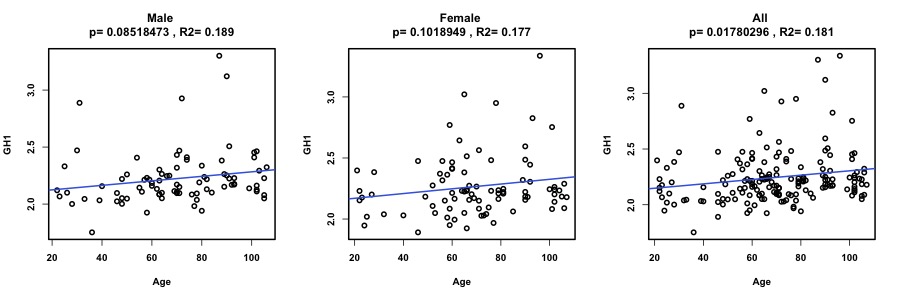 Male
p= 0.08518473 , R2= 0.189
GH1
3.0
2.5
2.0
20 40 60 80 100
Age
Female
p= 0.1018949 , R2= 0.177
GH1
3.0
2.5
2.0
20 40 60 80 100
Age
All
p= 0.01780296 , R2= 0.181
GH1
3.0
2.5
2.0
20 40 60 80 100
Age